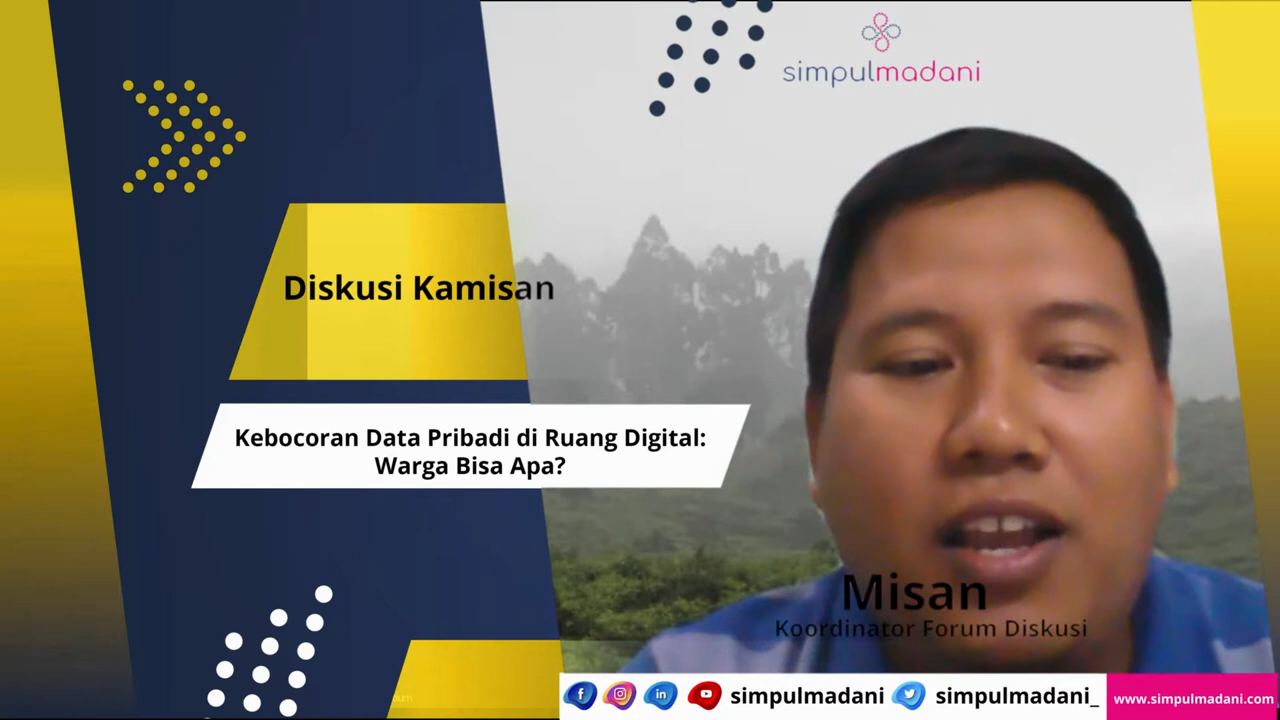 simpulmadani
Diskusi Kamisan
Kebocoran Data Pribadi di Ruang Digital:
Warga Bisa Apa?
Misan
Koordinator Forum Diskusi
simpulmadani
simpulmadani_
www.simpulmadani.com